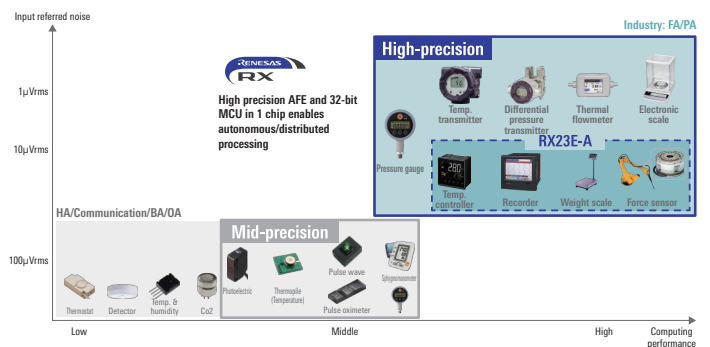 Input referred noise
Industry: FA/PA
High-precision
RENESAS
RX
1µVrms
High precision AFE and 32-bit
MCU in 1 chip enables
autonomous/distributed
processing
Temp.
transmitter
Differential
pressure
transmitter
Thermal
flowmeter
Electronic
scale
RX23E-A
10µVrms
Pressure gauge
Temp.
controller
Recorder
Weight scale
Force sensor
HA/Communication/BA/OA
Mid-precision
100µVrms
Thermostat
Detector
Temp. &
humidity
Co2
Photoelectric
Thermopile
(Temperature)
Pulse wave
Pulse oximeter
Sphygmomanometer
Low
Middle
High
Computing
performance